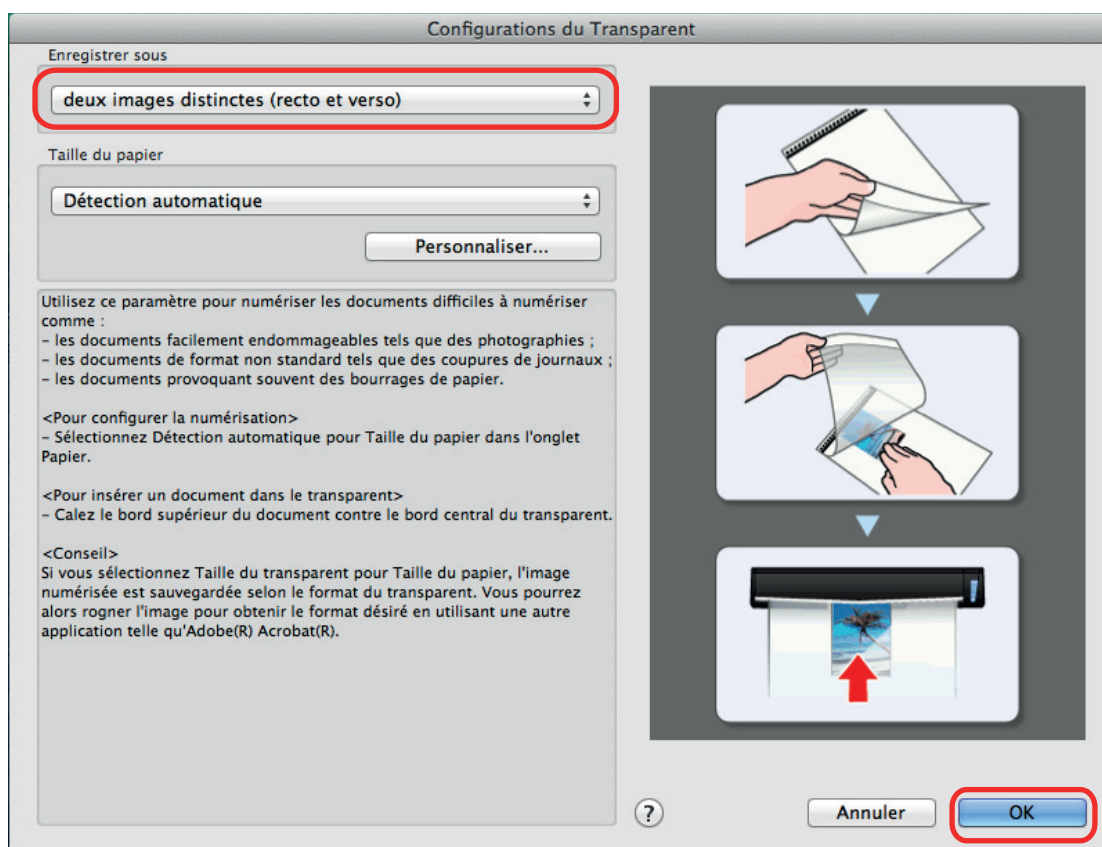 Configurations du Transparent
Enregistrer sous
deux images distinctes (recto et verso)
Taille du papier
Détection automatique
Personnaliser...
Utilisez ce paramètre pour numériser les documents difficiles à numériser
comme :
– les documents facilement endommageables tels que des photographies ;
– les documents de format non standard tels que des coupures de journaux ;
– les documents provoquant souvent des bourrages de papier.
<Pour configurer la numérisation>
– Sélectionnez Détection automatique pour Taille du papier dans l'onglet
Papier.
<Pour insérer un document dans le transparent>
– Calez le bord supérieur du document contre le bord central du transparent.
<Conseil>
Si vous sélectionnez Taille du transparent pour Taille du papier, l'image
numérisée est sauvegardée selon le format du transparent. Vous pourrez
alors rogner l'image pour obtenir le format désiré en utilisant une autre
application telle qu'Adobe(R) Acrobat(R).
?
Annuler
OK